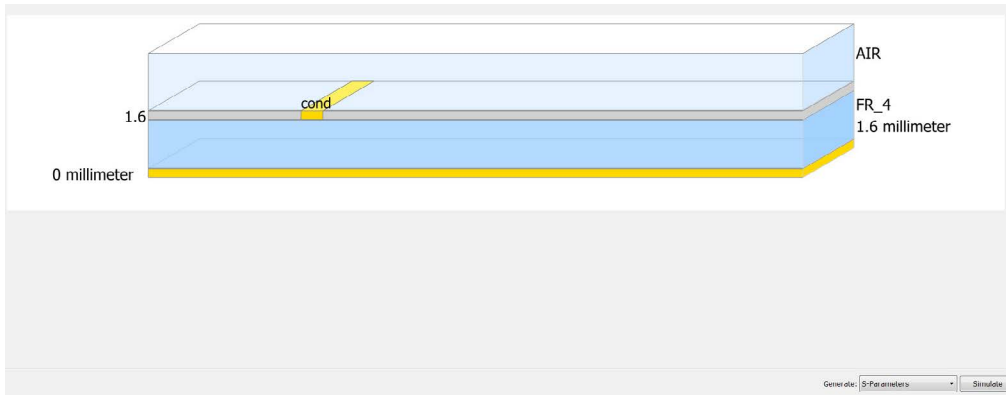 AIR
cond
1.6
FR_4
1.6 millimeter
0 millimeter
Generate: S-Parameters Simulate